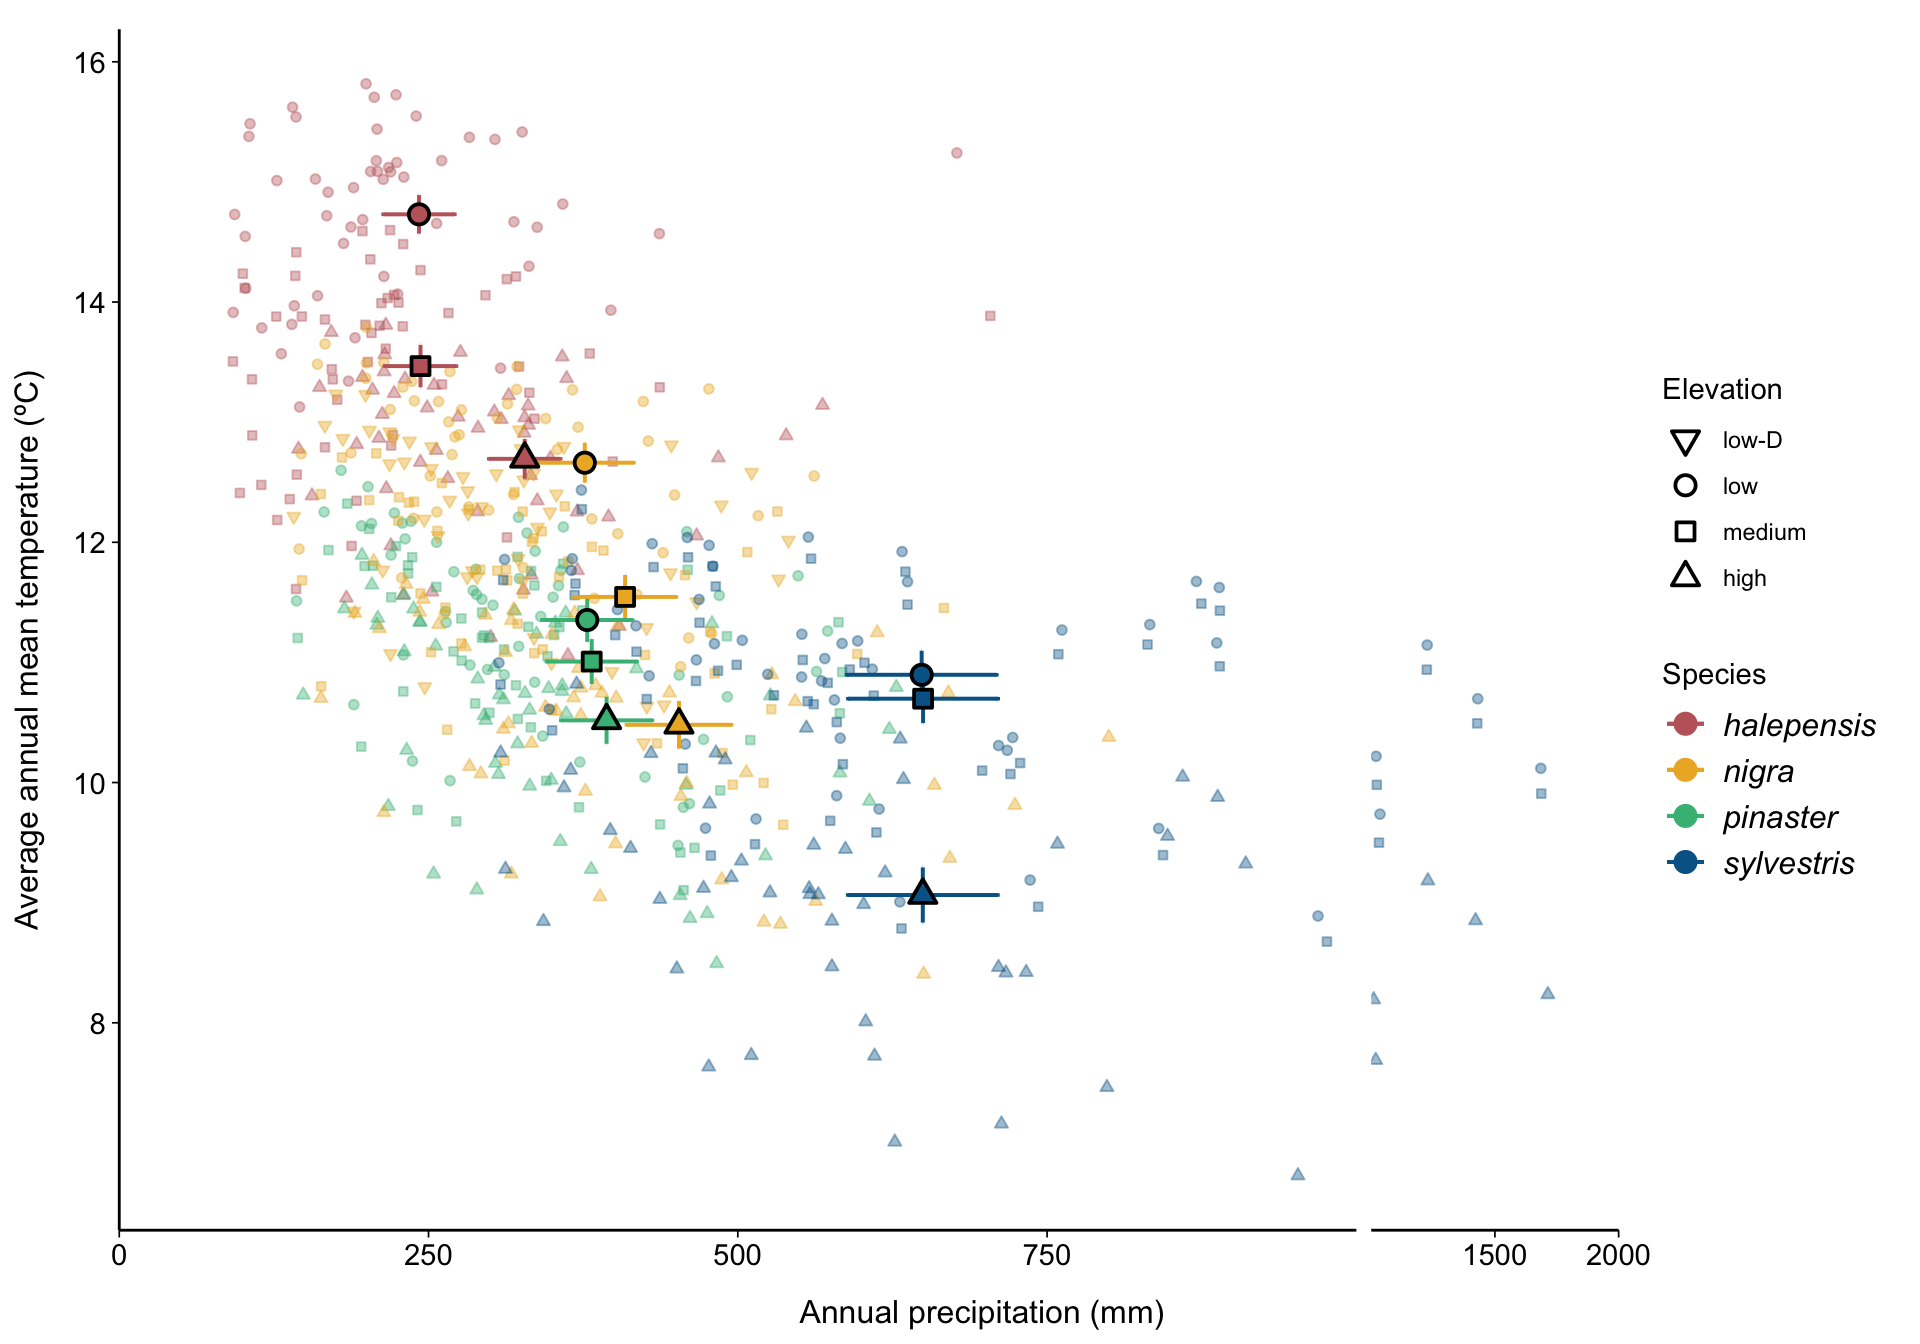 16
14
12
10
8
Average annual mean temperature (ºC)
0
250
500
750
1500
2000
Annual precipitation (mm)
Elevation
low-D
low
medium
high
Species
halepensis
nigra
pinaster
sylvestris